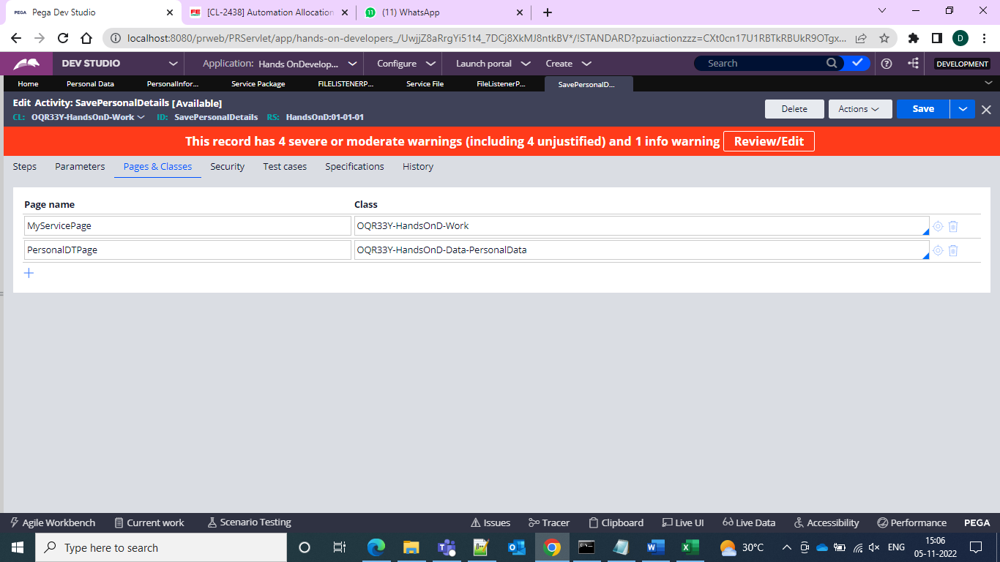 PEGA Pega Dev Studio
FE [CL-2438] Automation Allocation
11 (11) WhatsApp
localhost:8080/prweb/PRServlet/app/hands-on-developers_/UwjjZ8aRrgYi51t4_7DCj8XkMJ8ntkBV*/!STANDARD?pzuiactionzzz=CXt0cn17U1RBTkRBUkR9OTgx...
D
DEV STUDIO
Application: Hands OnDevelop...
Configure
Launch portal
Create
Search
DEVELOPMENT
Home
Personal Data
PersonalInfor...
Service Package
FILELISTENERP...
Service File
FileListenerP...
SavePersonalD...
Edit Activity: SavePersonalDetails [Available]
CL: OQR33Y-HandsOnD-Work ID: SavePersonalDetails RS: HandsOnD:01-01-01
Delete
Actions
Save
This record has 4 severe or moderate warnings (including 4 unjustified) and 1 info warning Review/Edit
Steps
Parameters
Pages & Classes
Security
Test cases
Specifications
History
Page name
Class
MyServicePage
OQR33Y-HandsOnD-Work
PersonalDTPage
OQR33Y-HandsOnD-Data-PersonalData
Agile Workbench
Current work
Scenario Testing
Issues
Tracer
Clipboard
Live UI
Live Data
Accessibility
Performance
PEGA
Type here to search
30°C
ENG
15:06
05-11-2022